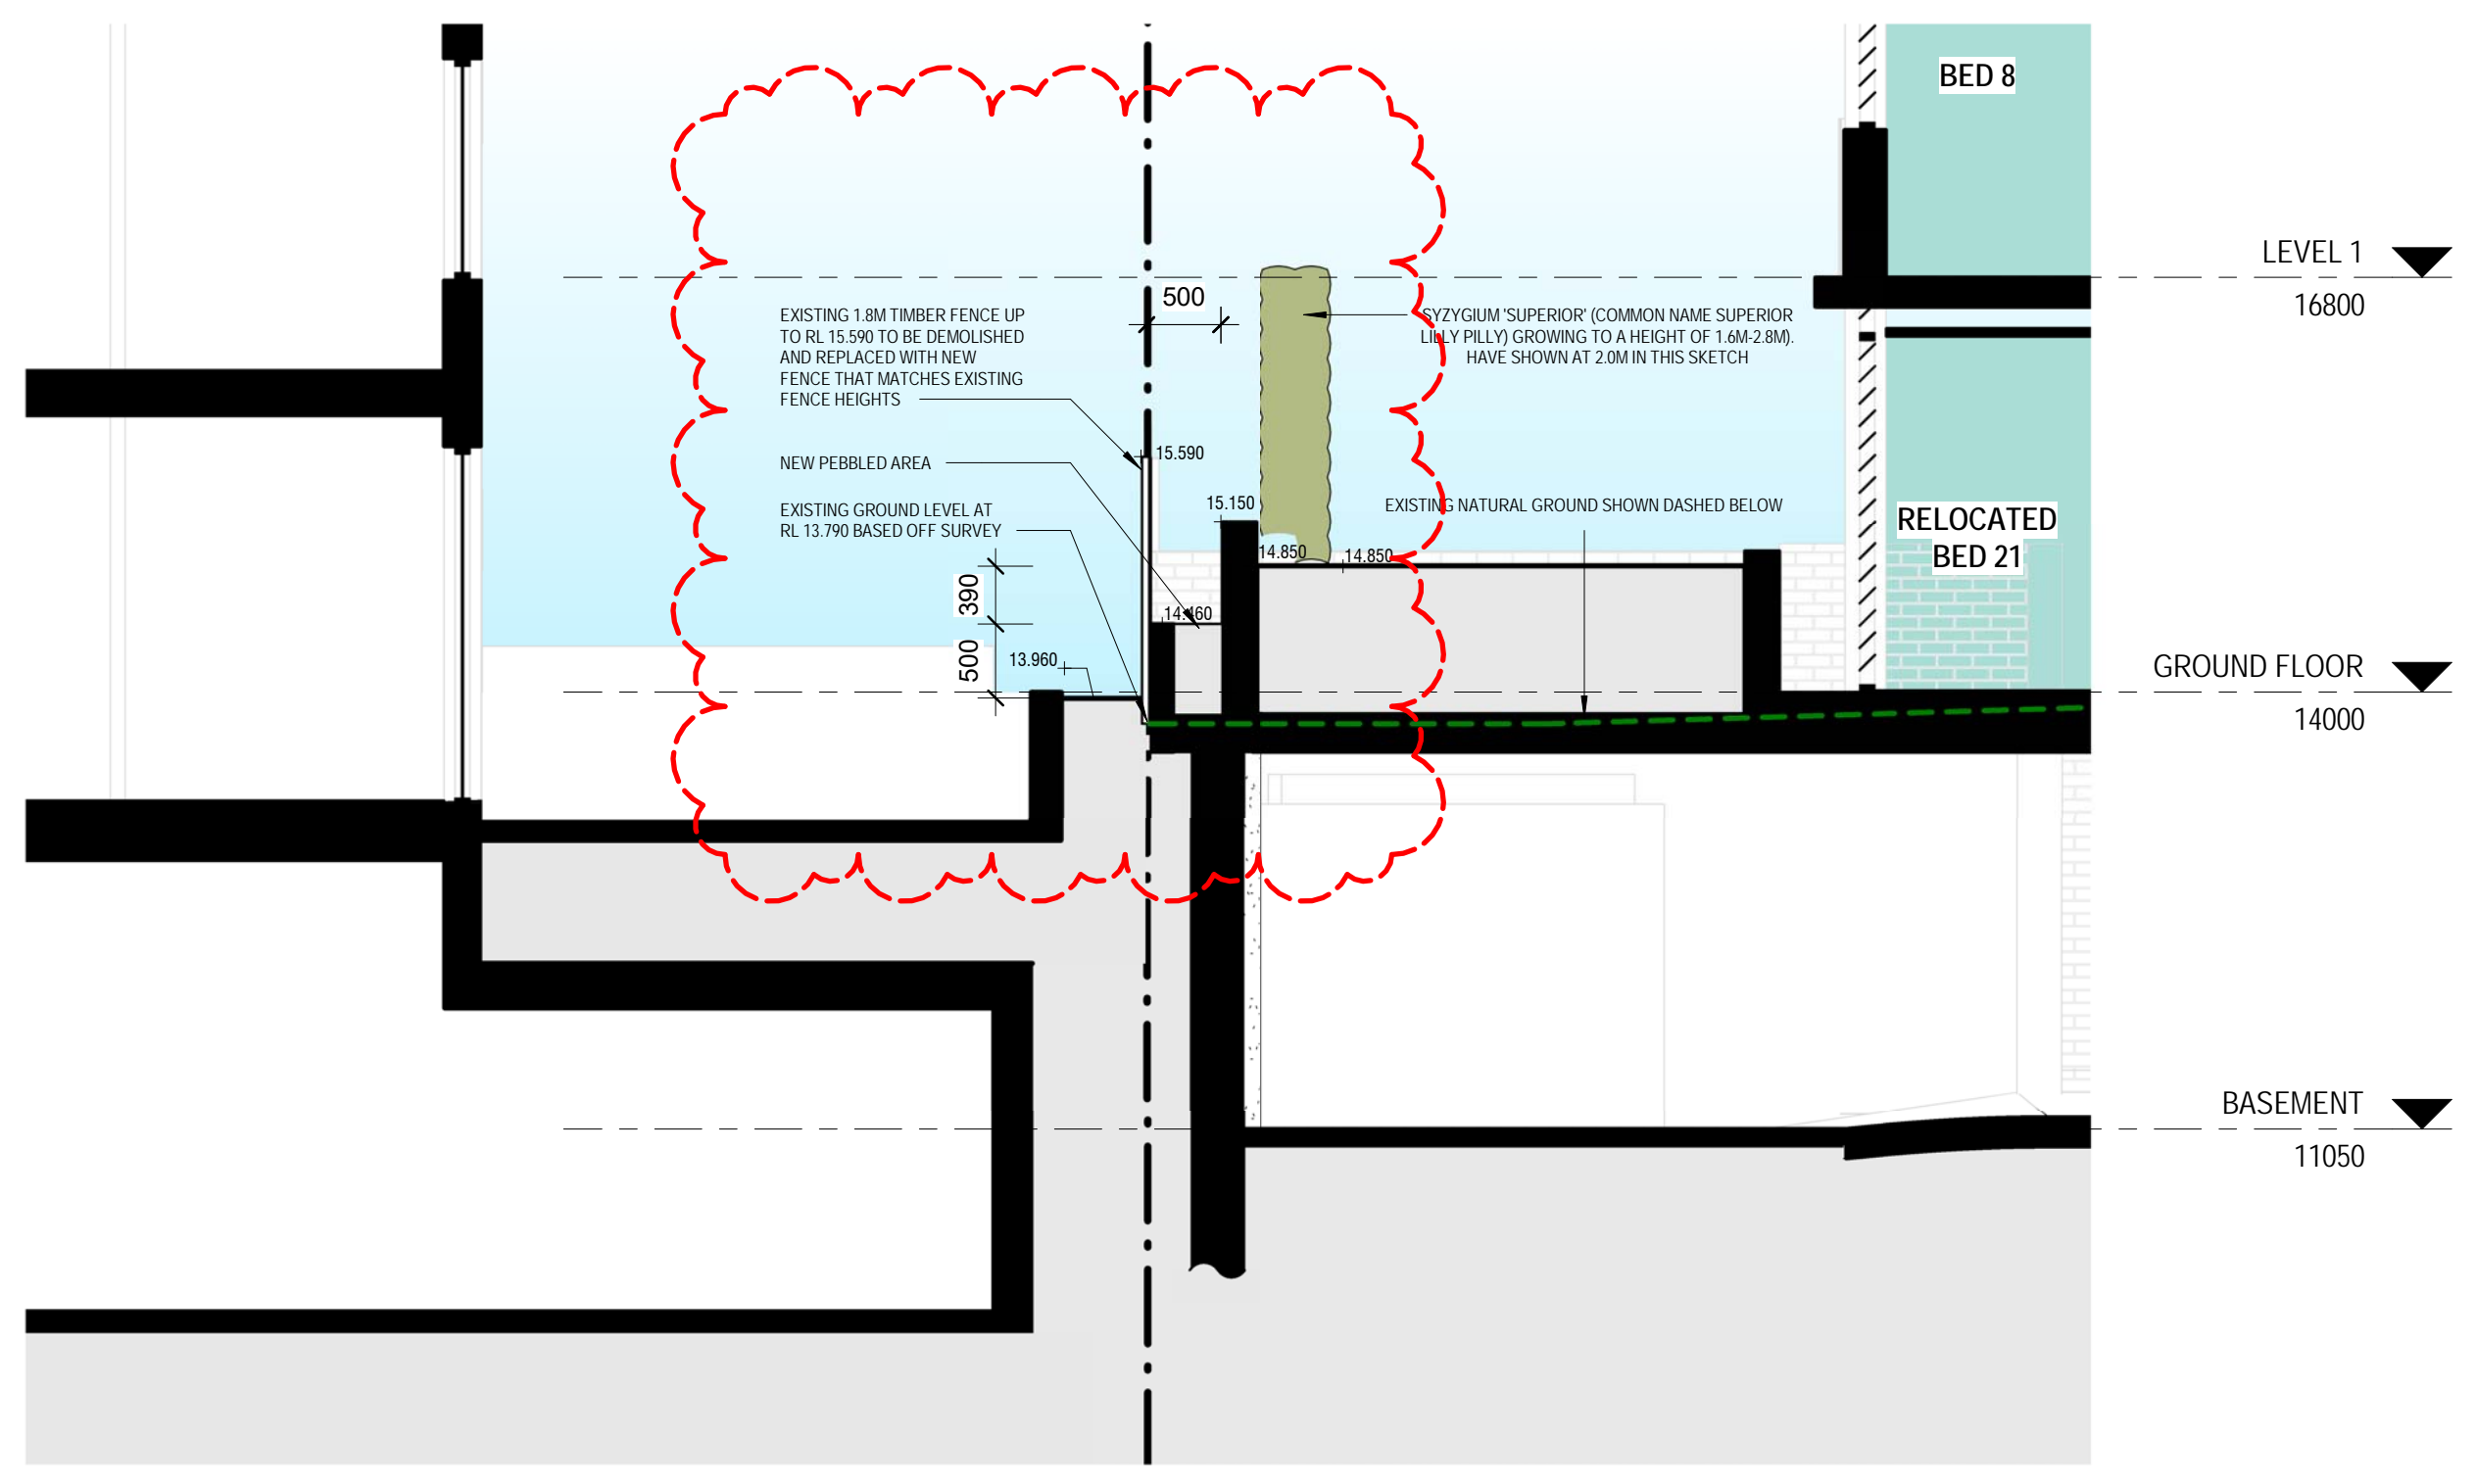 BED 8
LEVEL 1
16800
500
EXISTING 1.8M TIMBER FENCE UP
TO RL 15.590 TO BE DEMOLISHED
AND REPLACED WITH NEW
FENCE THAT MATCHES EXISTING
FENCE HEIGHTS
SYZYGIUM 'SUPERIOR' (COMMON NAME SUPERIOR
LILLY PILLY) GROWING TO A HEIGHT OF 1.6M-2.8M).
HAVE SHOWN AT 2.0M IN THIS SKETCH
15.590
NEW PEBBLED AREA
15.150
EXISTING GROUND LEVEL AT
RL 13.790 BASED OFF SURVEY
EXISTING NATURAL GROUND SHOWN DASHED BELOW
RELOCATED
BED 21
14.850
14.850
390
14.460
500
13.960
GROUND FLOOR
14000
BASEMENT
11050